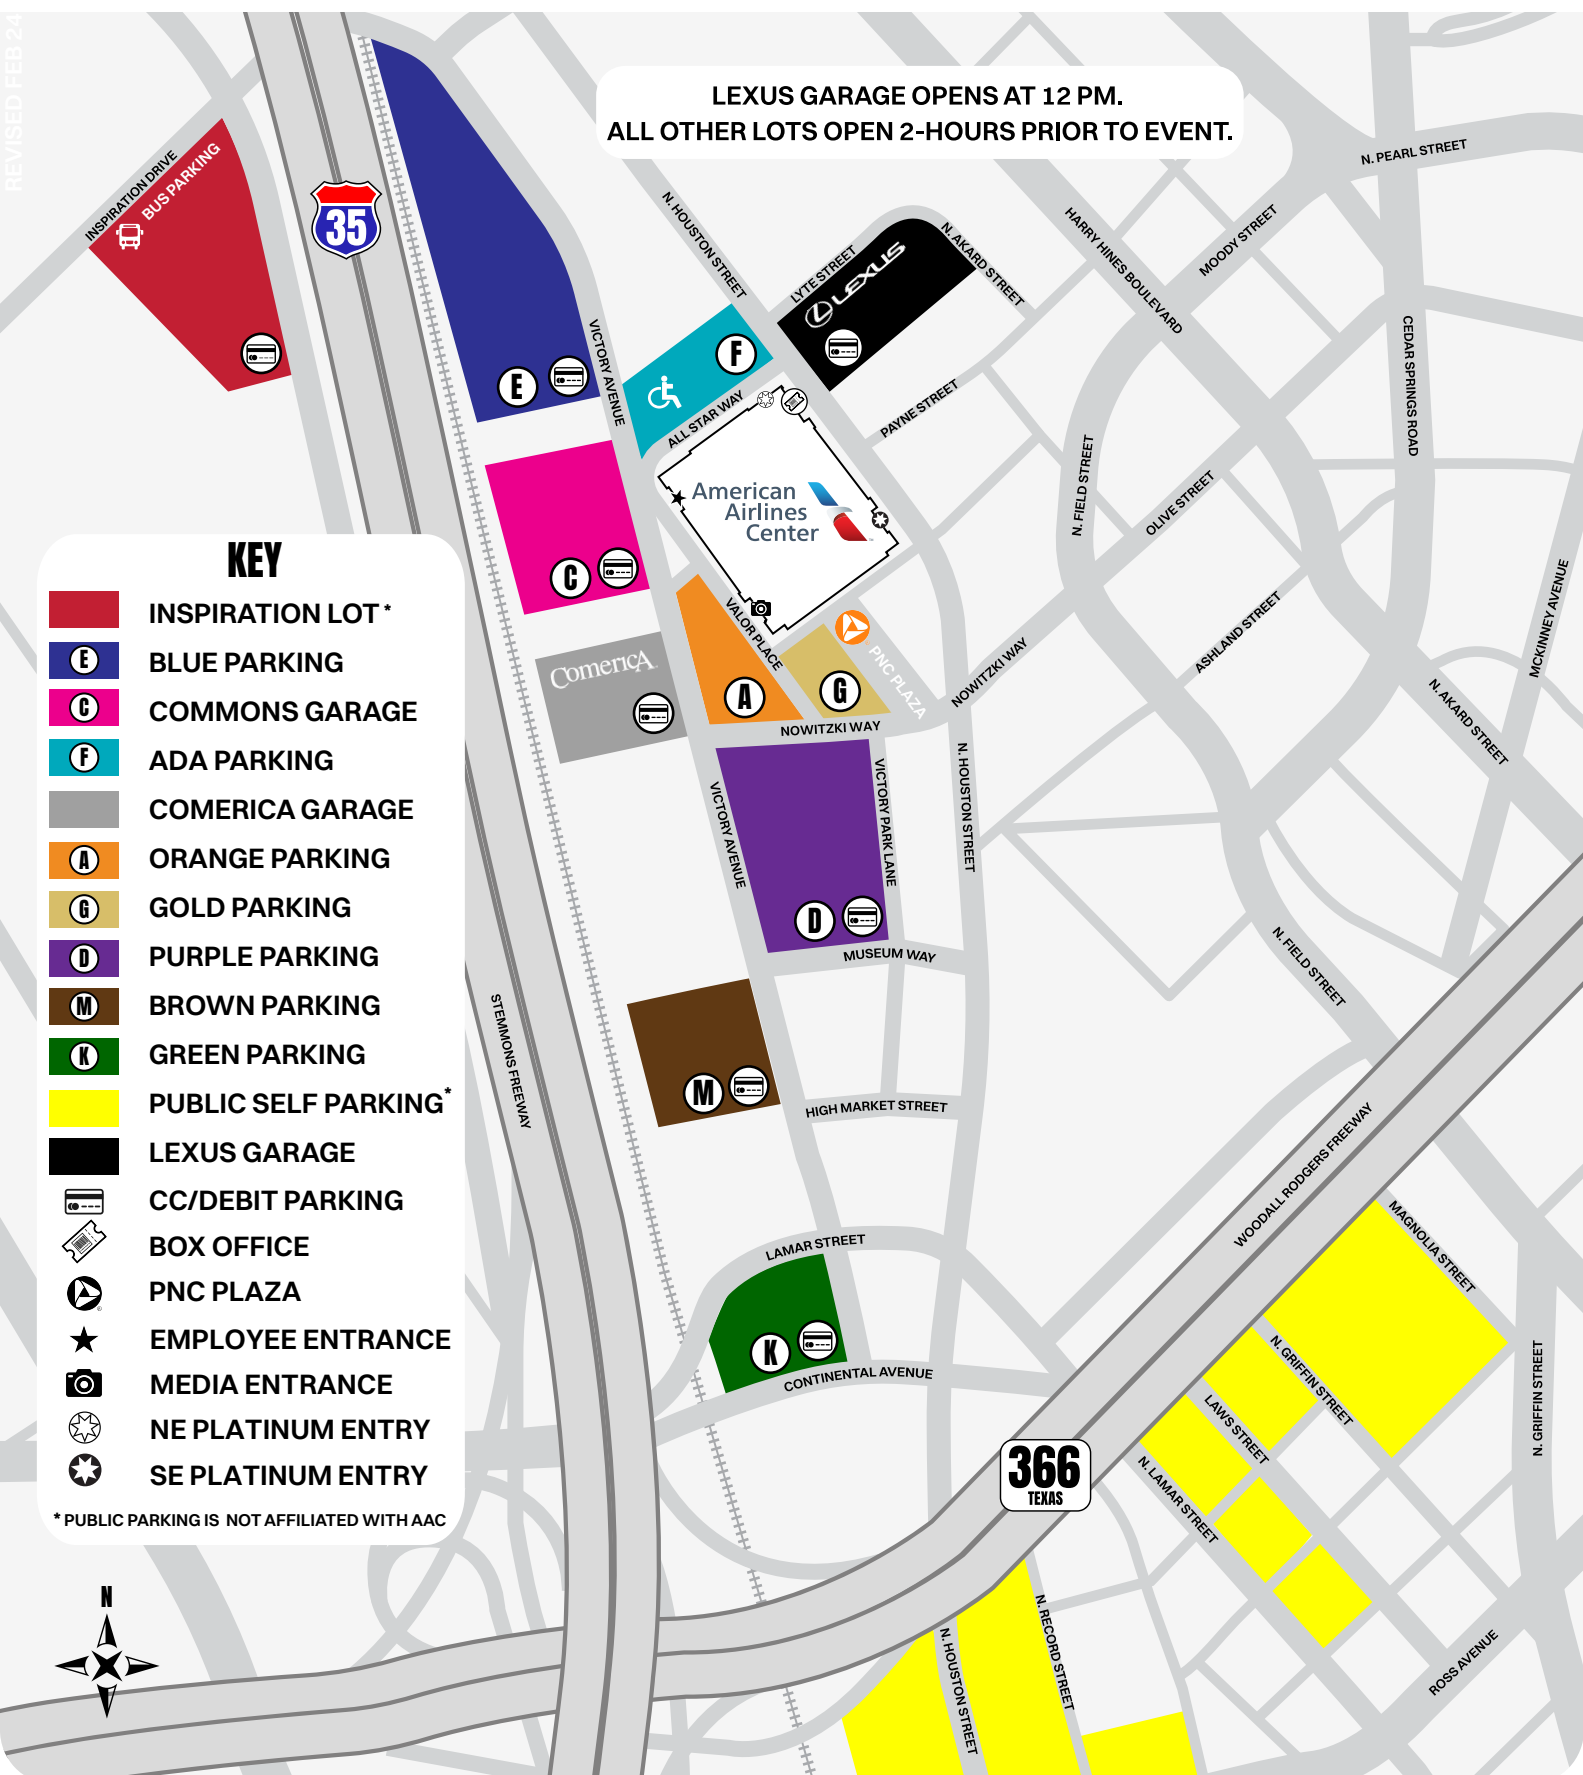 REVISED FEB 24
LEXUS GARAGE OPENS AT 12 PM.
ALL OTHER LOTS OPEN 2-HOURS PRIOR TO EVENT.
INSPIRATION DRIVE
BUS PARKING
35
N. HOUSTON STREET
LYTE STREET
LEXUS
N. AKARD STREET
HARRY HINES BOULEVARD
MOODY STREET
N. PEARL STREET
CEDAR SPRINGS ROAD
VICTORY AVENUE
E
F
ALL STAR WAY
PAYNE STREET
N. FIELD STREET
OLIVE STREET
American
Airlines
Center
C
VALOR PLACE
PNC PLAZA
ASHLAND STREET
MCKINNEY AVENUE
COMERICA
A
G
NOWITZKI WAY
NOWITZKI WAY
N. AKARD STREET
VICTORY AVENUE
VICTORY PARK LANE
N. HOUSTON STREET
D
MUSEUM WAY
N. FIELD STREET
STEMMONS FREEWAY
M
HIGH MARKET STREET
WOODALL RODGERS FREEWAY
LAMAR STREET
K
CONTINENTAL AVENUE
MAGNOLIA STREET
N. GRIFFIN STREET
N. GRIFFIN STREET
LAWS STREET
N. LAMAR STREET
366
TEXAS
N. RECORD STREET
N. HOUSTON STREET
ROSS AVENUE
KEY
INSPIRATION LOT *
E BLUE PARKING
C COMMONS GARAGE
F ADA PARKING
COMERICA GARAGE
A ORANGE PARKING
G GOLD PARKING
D PURPLE PARKING
M BROWN PARKING
K GREEN PARKING
PUBLIC SELF PARKING*
LEXUS GARAGE
CC/DEBIT PARKING
BOX OFFICE
PNC PLAZA
EMPLOYEE ENTRANCE
MEDIA ENTRANCE
NE PLATINUM ENTRY
SE PLATINUM ENTRY
* PUBLIC PARKING IS NOT AFFILIATED WITH AAC
N